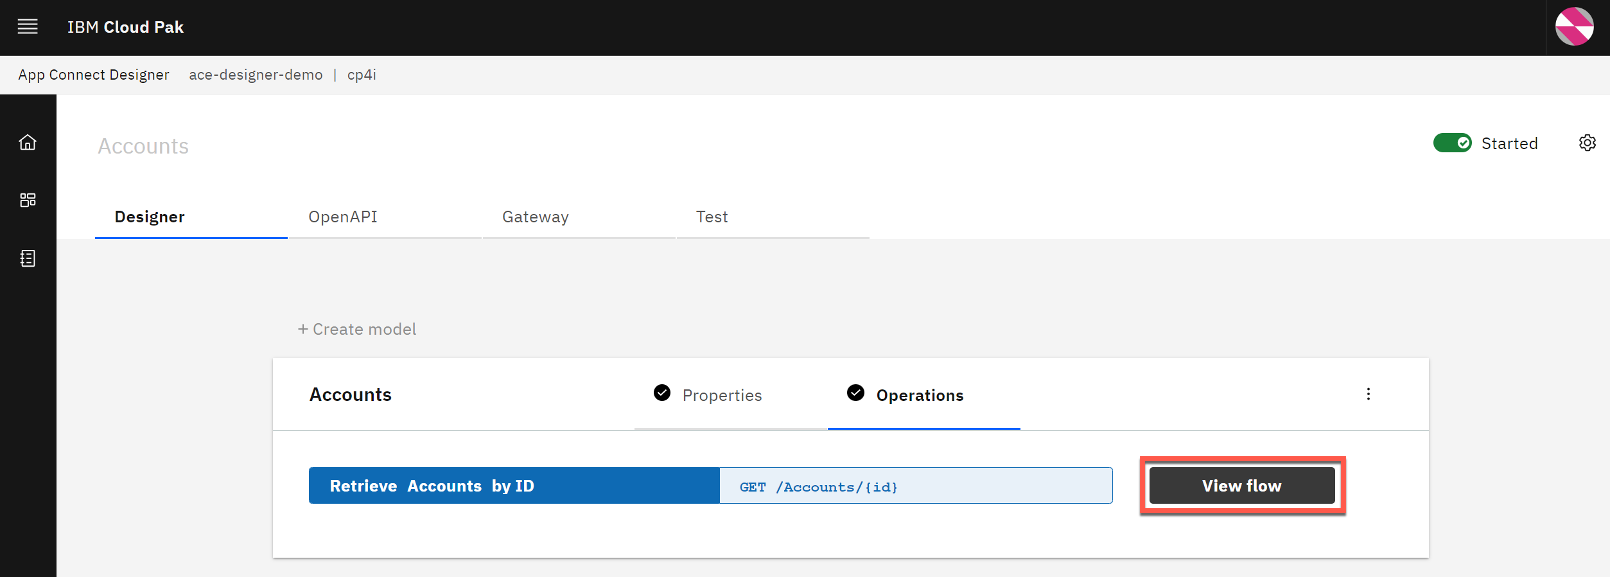 IBM Cloud Pak
App Connect Designer ace-designer-demo | cp4i
Accounts
Started
Designer OpenAPI Gateway Test
+ Create model
Accounts Properties Operations
Retrieve Accounts by ID GET /Accounts/{id} View flow